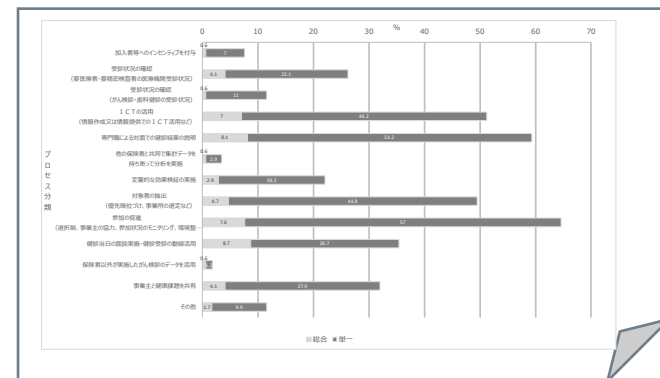 %
0 10 20 30 40 50 60 70
加入者等へのインセンティブを付与
0.6 7
受診状況の確認
(要医療者・要精密検査者の医療機関受診状況)
4.1 22.1
受診状況の確認
(がん検診・歯科健診の受診状況)
0.6 11
ICTの活用
(情報作成又は情報提供でのICT活用など)
7 44.2
専門職による対面での健診結果の説明
8.1 51.2
他の保険者と共同で集計データを
持ち寄って分析を実施
0.6 2.9
定量的な効果検証の実施
2.9 19.2
対象者の抽出
(優先順位づけ、事業所の選定など)
4.7 44.8
参加の促進
(選択制、事業主の協力、参加状況のモニタリング、環境整
7.6 57
健診当日の面談実施・健診受診の動線活用
8.7 26.7
保険者以外が実施したがん検診のデータを活用
0.6
事業主と健康課題を共有
4.1 27.9
その他
1.7 9.9
プロセス分類
総合 単一